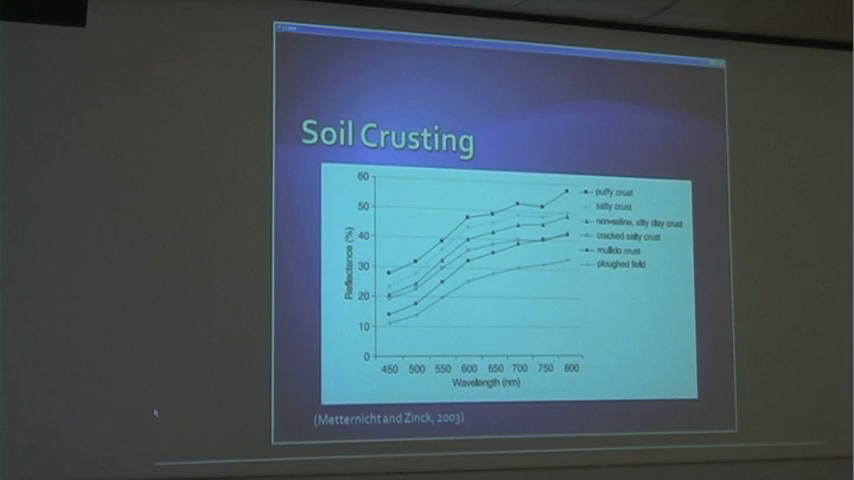 Soil Crusting
60
50
40
30
20
10
0
Reflectance (%)
450 500 550 600 650 700 750 800
Wavelength (nm)
puffy crust
salty crust
non-saline, silty clay crust
cracked salty crust
mullido crust
ploughed field
(Metternicht and Zinck, 2003)